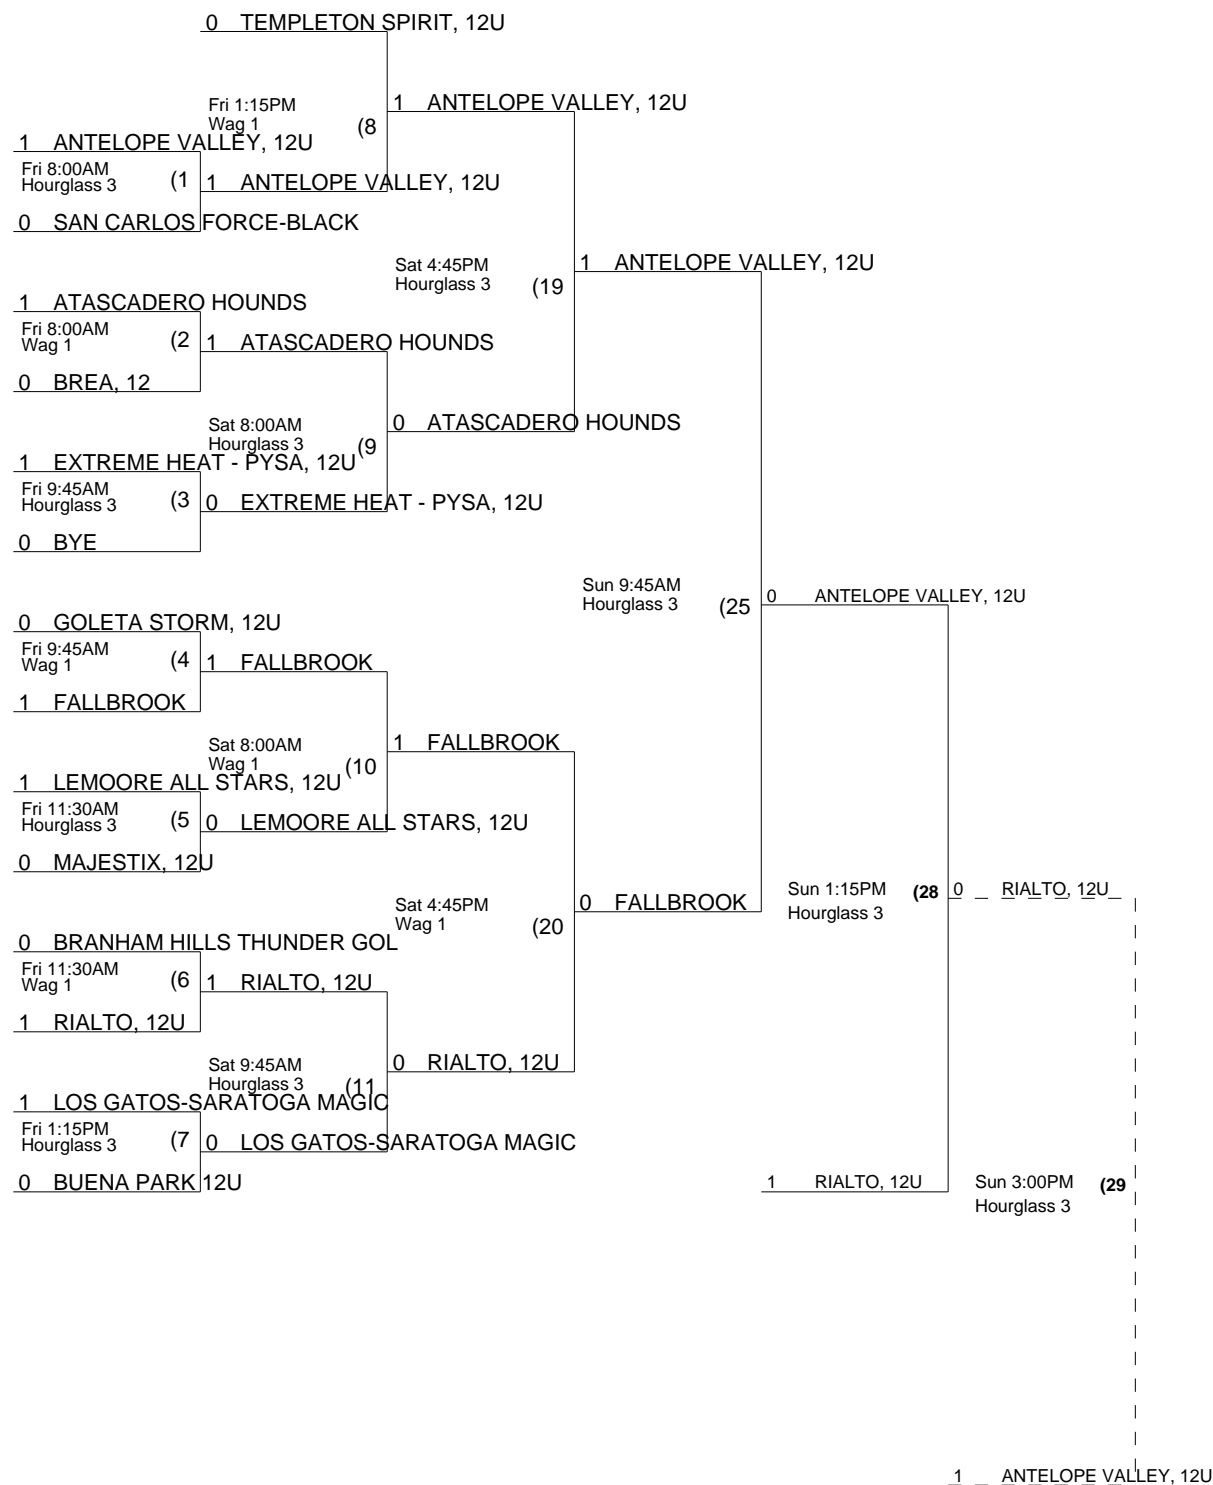 0 TEMPLETON SPIRIT, 12U
Fri 1:15PM
Wag 1
(8
1 ANTELOPE VALLEY, 12U
1 ANTELOPE VALLEY, 12U
Fri 8:00AM
Hourglass 3
(1
1 ANTELOPE VALLEY, 12U
0 SAN CARLOS FORCE-BLACK
Sat 4:45PM
Hourglass 3
(19
1 ANTELOPE VALLEY, 12U
1 ATASCADERO HOUNDS
Fri 8:00AM
Wag 1
(2
1 ATASCADERO HOUNDS
0 BREA, 12
Sat 8:00AM
Hourglass 3
(9
0 ATASCADERO HOUNDS
1 EXTREME HEAT - PYSA, 12U
Fri 9:45AM
Hourglass 3
(3
0 EXTREME HEAT - PYSA, 12U
0 BYE
Sun 9:45AM
Hourglass 3
(25
0 ANTELOPE VALLEY, 12U
0 GOLETA STORM, 12U
Fri 9:45AM
Wag 1
(4
1 FALLBROOK
1 FALLBROOK
Sat 8:00AM
Wag 1
(10
1 FALLBROOK
1 LEMOORE ALL STARS, 12U
Fri 11:30AM
Hourglass 3
(5
0 LEMOORE ALL STARS, 12U
0 MAJESTIX, 12U
Sat 4:45PM
Wag 1
(20
0 FALLBROOK
Sun 1:15PM
Hourglass 3
(28
0 RIALTO, 12U
0 BRANHAM HILLS THUNDER GOL
Fri 11:30AM
Wag 1
(6
1 RIALTO, 12U
1 RIALTO, 12U
Sat 9:45AM
Hourglass 3
(11
0 RIALTO, 12U
1 LOS GATOS-SARATOGA MAGIC
Fri 1:15PM
Hourglass 3
(7
0 LOS GATOS-SARATOGA MAGIC
0 BUENA PARK 12U
1 RIALTO, 12U
Sun 3:00PM
Hourglass 3
(29
1 ANTELOPE VALLEY, 12U